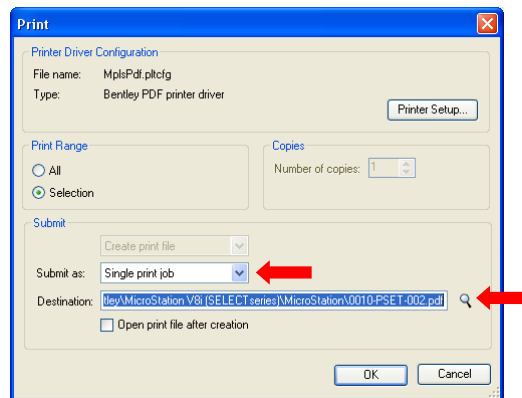 Print
Printer Driver Configuration
File name: MplsPdf.pltcfg
Type: Bentley PDF printer driver
Printer Setup...
Print Range
All
Selection
Copies
Number of copies: 1
Submit
Create print file
Submit as: Single print job
Destination: tley\MicroStation V8i (SELECTseries)\MicroStation\0010-PSET-002.pdf
Open print file after creation
OK Cancel